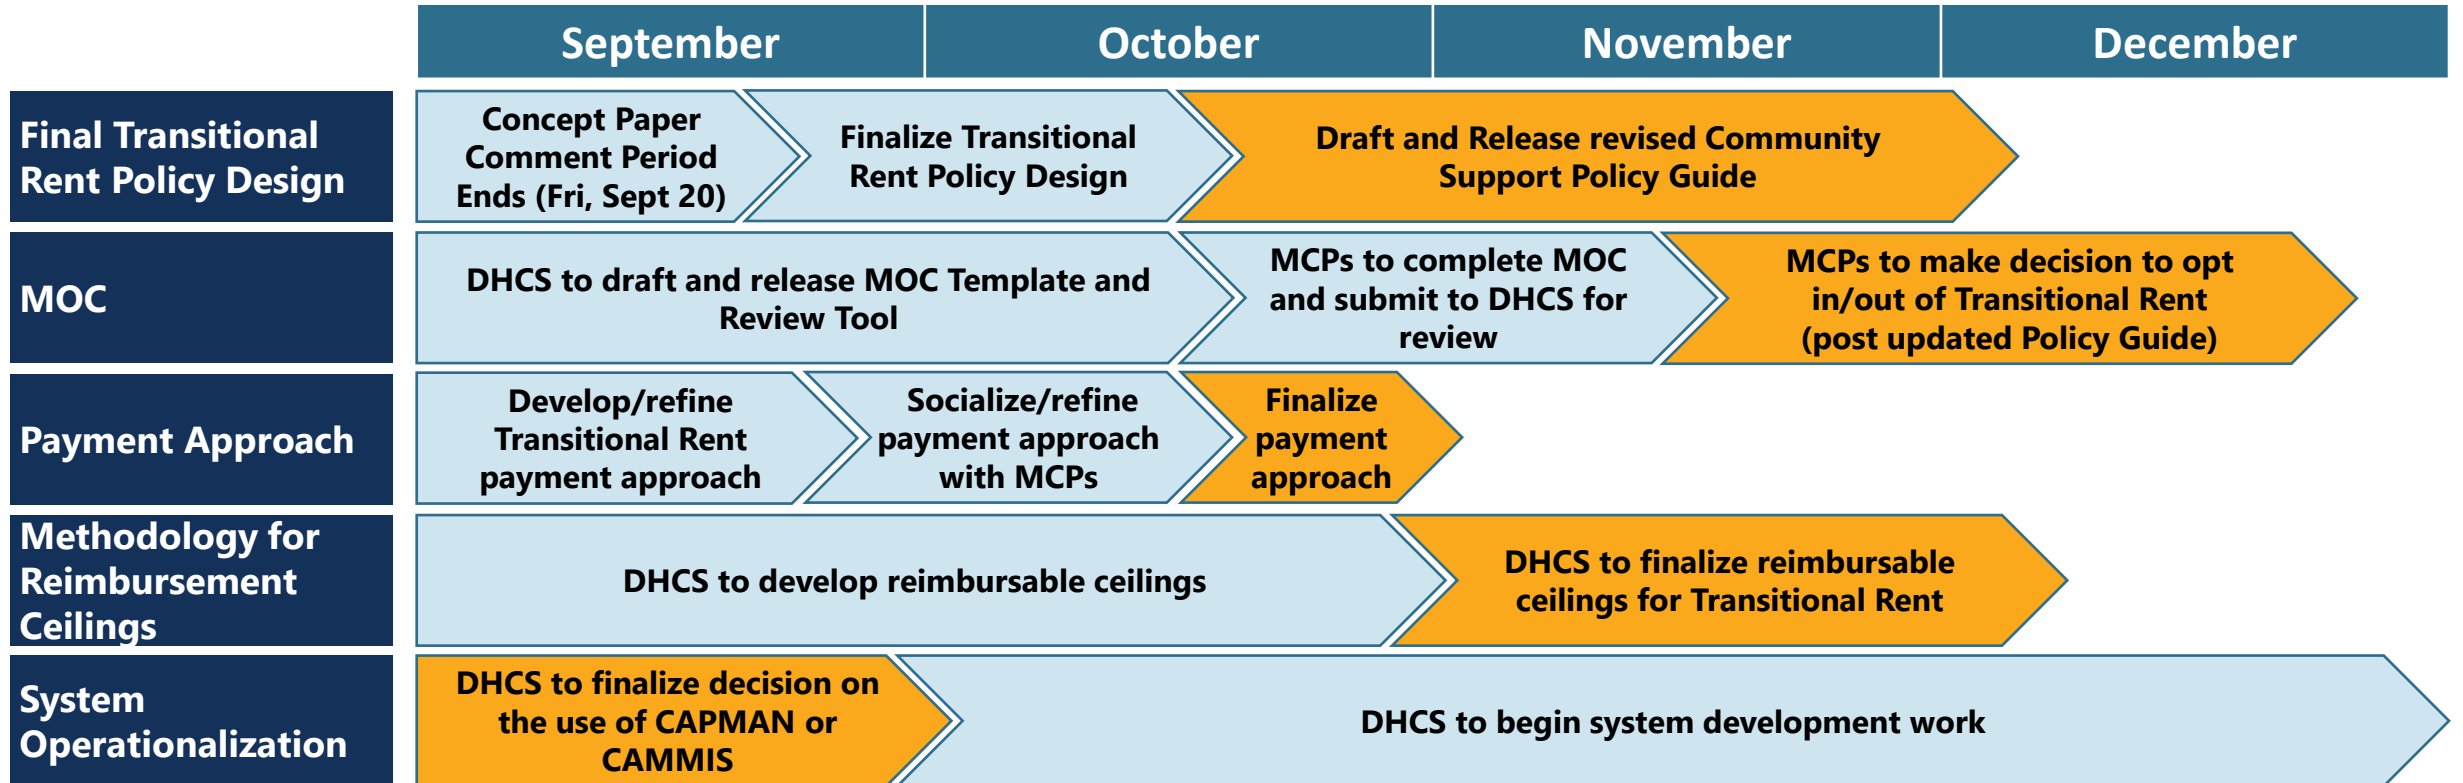 September
October
November
December
Final Transitional
Rent Policy Design
Concept Paper
Comment Period
Ends (Fri, Sept 20)
Finalize Transitional
Rent Policy Design
Draft and Release revised Community
Support Policy Guide
MOC
DHCS to draft and release MOC Template and
Review Tool
MCPs to complete MOC
and submit to DHCS for
review
MCPs to make decision to opt
in/out of Transitional Rent
(post updated Policy Guide)
Payment Approach
Develop/refine
Transitional Rent
payment approach
Socialize/refine
payment approach
with MCPs
Finalize
payment
approach
Methodology for
Reimbursement
Ceilings
DHCS to develop reimbursable ceilings
DHCS to finalize reimbursable
ceilings for Transitional Rent
System
Operationalization
DHCS to finalize decision on
the use of CAPMAN or
CAMMIS
DHCS to begin system development work